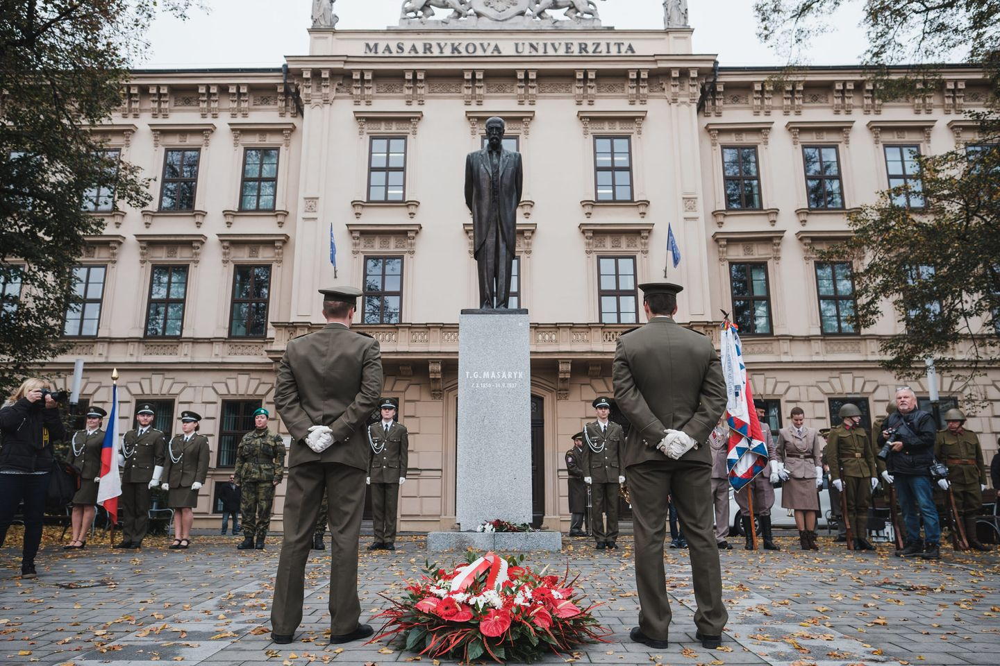 MASARYKOVA UNIVERZITA
T.G.MASARYK
7.3.1850 – 14.9.1937